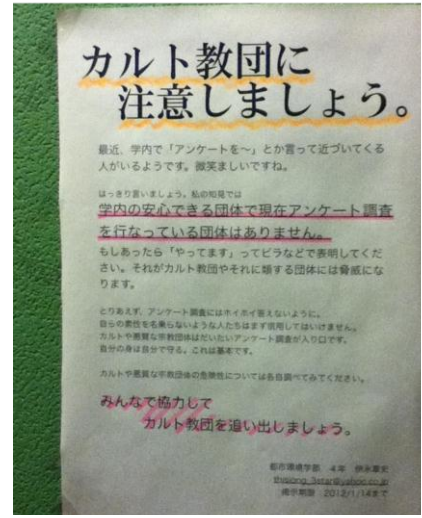 カルト教団に
注意しましょう。
最近、学内で「アンケートを～」とか言って近づいてくる
人がいるようです。微笑ましいですね。
はっきり言いましょう。私の知見では
学内の安心できる団体で現在アンケート調査
を行なっている団体はありません。
もしあったら「やってます」ってビラなどで表明してくだ
さい。それがカルト教団やそれに類する団体には脅威にな
ります。
とりあえず、アンケート調査にはホイホイ答えないように。
自らの素性を名乗らないような人たちはまず信用してはいけません。
カルトや悪質な宗教団体はだいたいアンケート調査が入り口です。
自分の身は自分で守る。これは基本です。
カルトや悪質な宗教団体の危険性については各自調べてみてください。
みんなで協力して
カルト教団を追い出しましょう。
都市環境学部 4年
掲示期限 2012/1/14まで